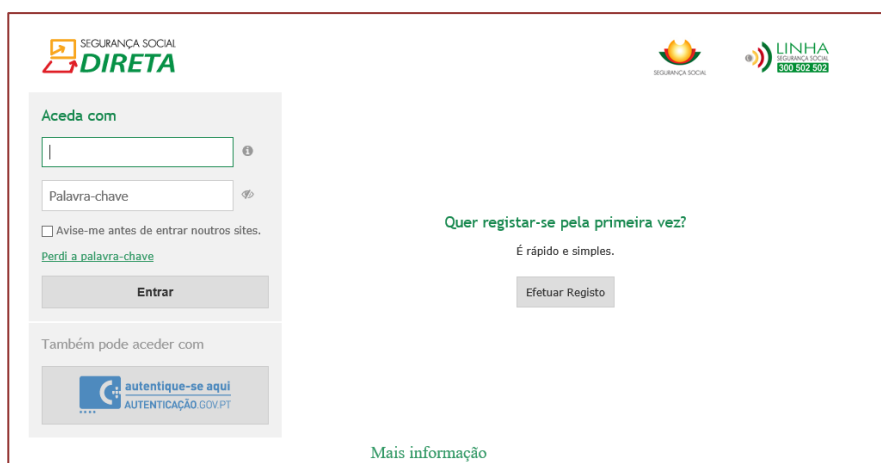 SEGURANÇA SOCIAL
DIRETA
SEGURANÇA SOCIAL
LINHA
SEGURANÇA SOCIAL
300 502 502
Aceda com
Palavra-chave
Avise-me antes de entrar noutros sites.
Perdi a palavra-chave
Entrar
Quer registar-se pela primeira vez?
É rápido e simples.
Efetuar Registo
Também pode aceder com
autentique-se aqui
AUTENTICAÇÃO.GOV.PT
Mais informação